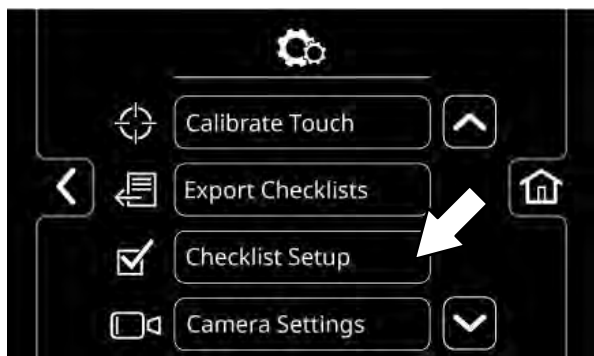 Calibrate Touch
Export Checklists
Checklist Setup
Camera Settings